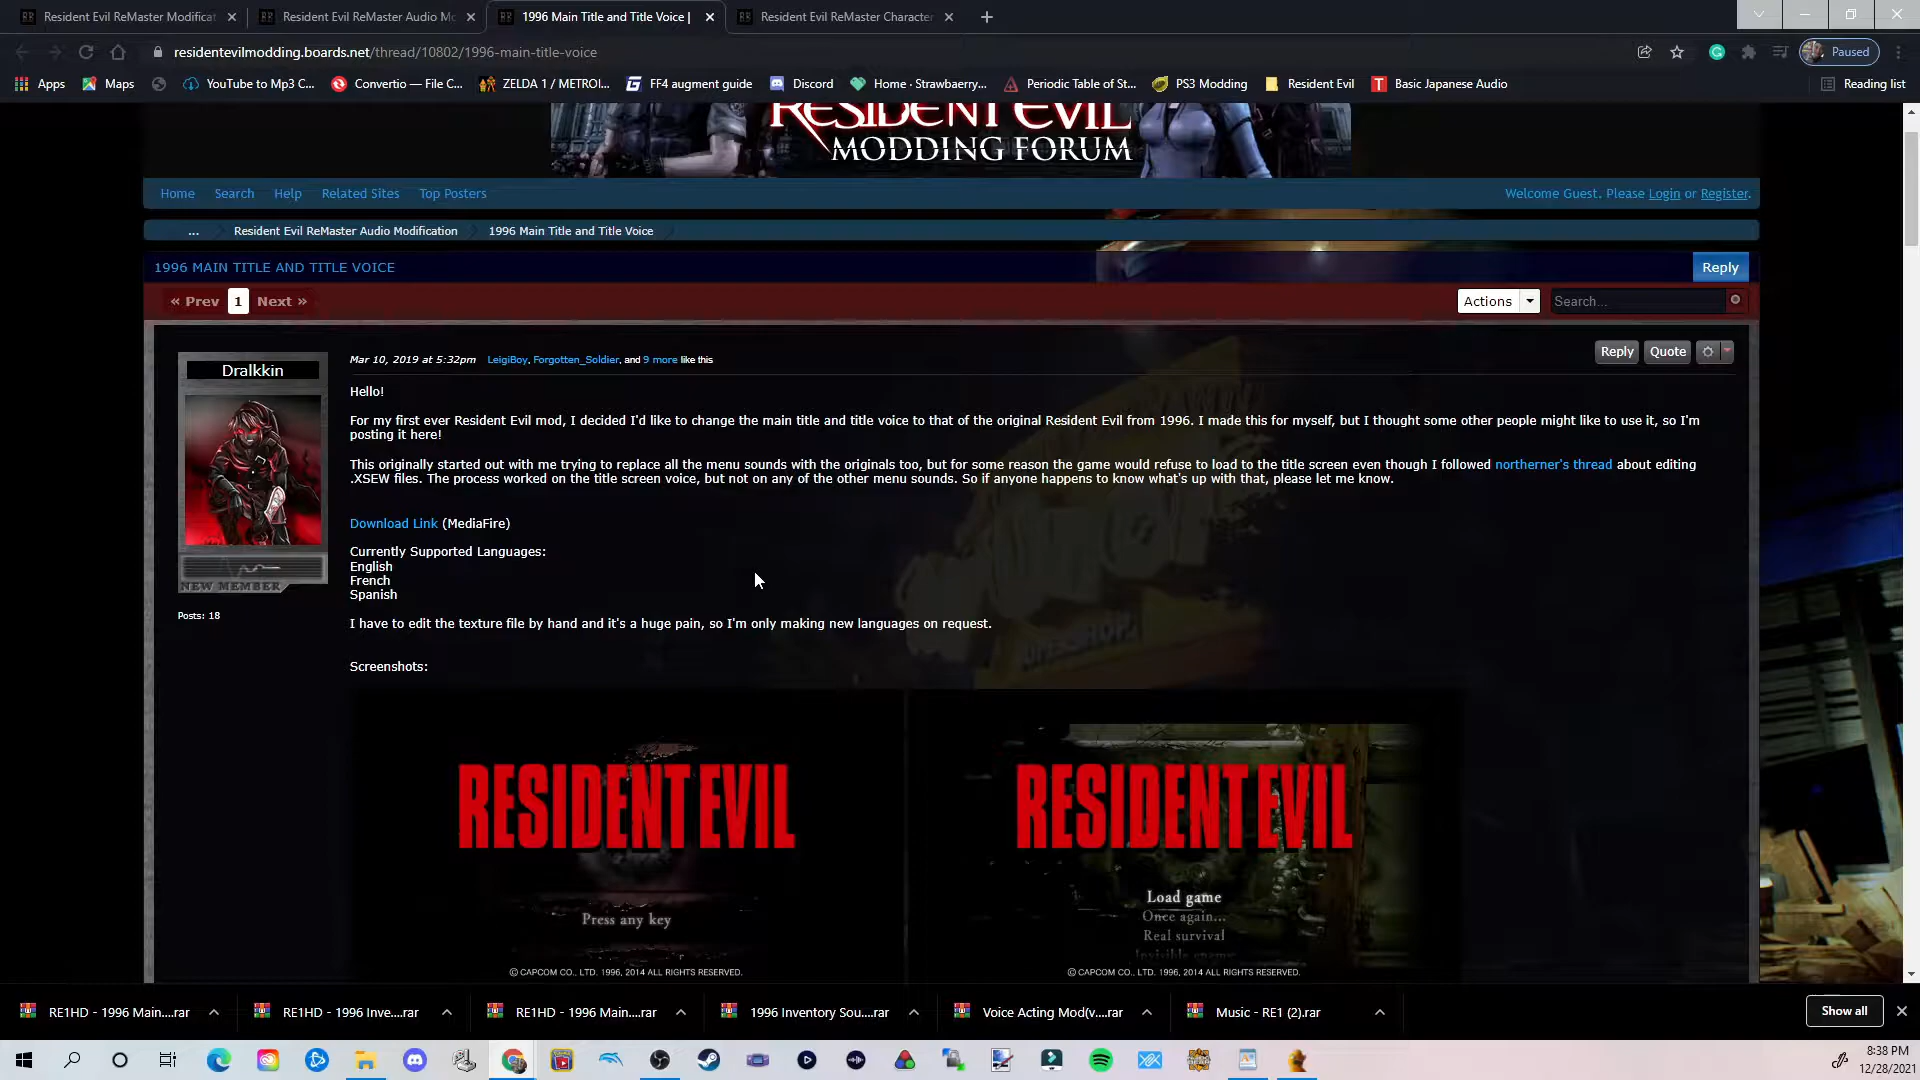 Resident Evil ReMaster Modificat
Resident Evil ReMaster Audio Mo
1996 Main Title and Title Voice |
Resident Evil ReMaster Character
residentevilmodding.boards.net/thread/10802/1996-main-title-voice
Paused
Apps
Maps
YouTube to Mp3 C...
Convertio — File C...
ZELDA 1 / METROI...
FF4 augment guide
Discord
Home · Strawbaerry...
Periodic Table of St...
PS3 Modding
Resident Evil
Basic Japanese Audio
Reading list
RESIDENT EVIL
MODDING FORUM
Home Search Help Related Sites Top Posters
Welcome Guest. Please Login or Register.
... Resident Evil ReMaster Audio Modification 1996 Main Title and Title Voice
1996 MAIN TITLE AND TITLE VOICE
Reply
« Prev 1 Next »
Actions
Search...
Dralkkin
Mar 10, 2019 at 5:32pm LeigiBoy, Forgotten_Soldier, and 9 more like this
Reply Quote
Hello!
For my first ever Resident Evil mod, I decided I'd like to change the main title and title voice to that of the original Resident Evil from 1996. I made this for myself, but I thought some other people might like to use it, so I'm
posting it here!
This originally started out with me trying to replace all the menu sounds with the originals too, but for some reason the game would refuse to load to the title screen even though I followed northerner's thread about editing
.XSEW files. The process worked on the title screen voice, but not on any of the other menu sounds. So if anyone happens to know what's up with that, please let me know.
Download Link (MediaFire)
Currently Supported Languages:
English
French
Spanish
NEW MEMBER
Posts: 18
I have to edit the texture file by hand and it's a huge pain, so I'm only making new languages on request.
Screenshots:
RESIDENT EVIL
Press any key
© CAPCOM CO., LTD. 1996, 2014 ALL RIGHTS RESERVED.
RESIDENT EVIL
Load game
Once again...
Real survival
Invisible enemy
© CAPCOM CO., LTD. 1996, 2014 ALL RIGHTS RESERVED.
RE1HD - 1996 Main....rar
RE1HD - 1996 Inve....rar
RE1HD - 1996 Main....rar
1996 Inventory Sou....rar
Voice Acting Mod(v....rar
Music - RE1 (2).rar
Show all
8:38 PM
12/28/2021